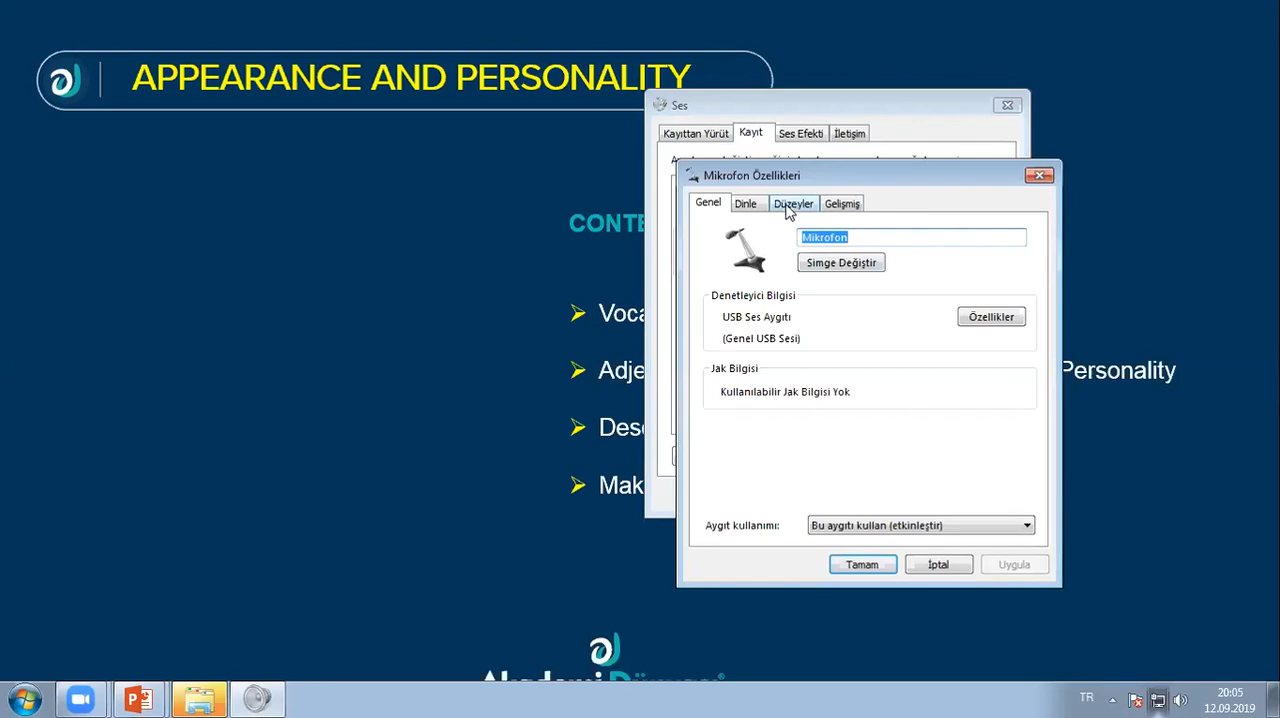 APPEARANCE AND PERSONALITY
Ses
Kayıttan Yürüt
Kayıt
Ses Efekti
İletişim
Mikrofon Özellikleri
Genel
Dinle
Düzeyler
Gelişmiş
CONTE
Mikrofon
Simge Değiştir
Denetleyici Bilgisi
USB Ses Aygıtı
Özellikler
(Genel USB Sesi)
Voca
Jak Bilgisi
Adje
Personality
Kullanılabilir Jak Bilgisi Yok
Desc
Mak
Aygıt kullanımı:
Bu aygıtı kullan (etkinleştir)
Tamam
İptal
Uygula
Akademi Dünyası
TR
20:05
12.09.2019